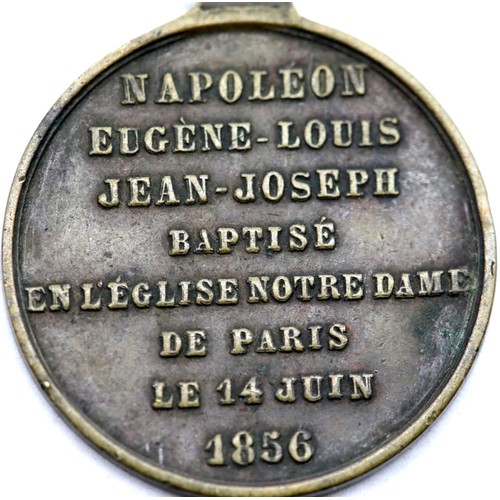 NAPOLÉON
EUGÈNE-LOUIS
JEAN-JOSEPH
BAPTISÉ
EN L'ÉGLISE NOTRE DAME
DE PARIS
LE 14 JUIN
1856